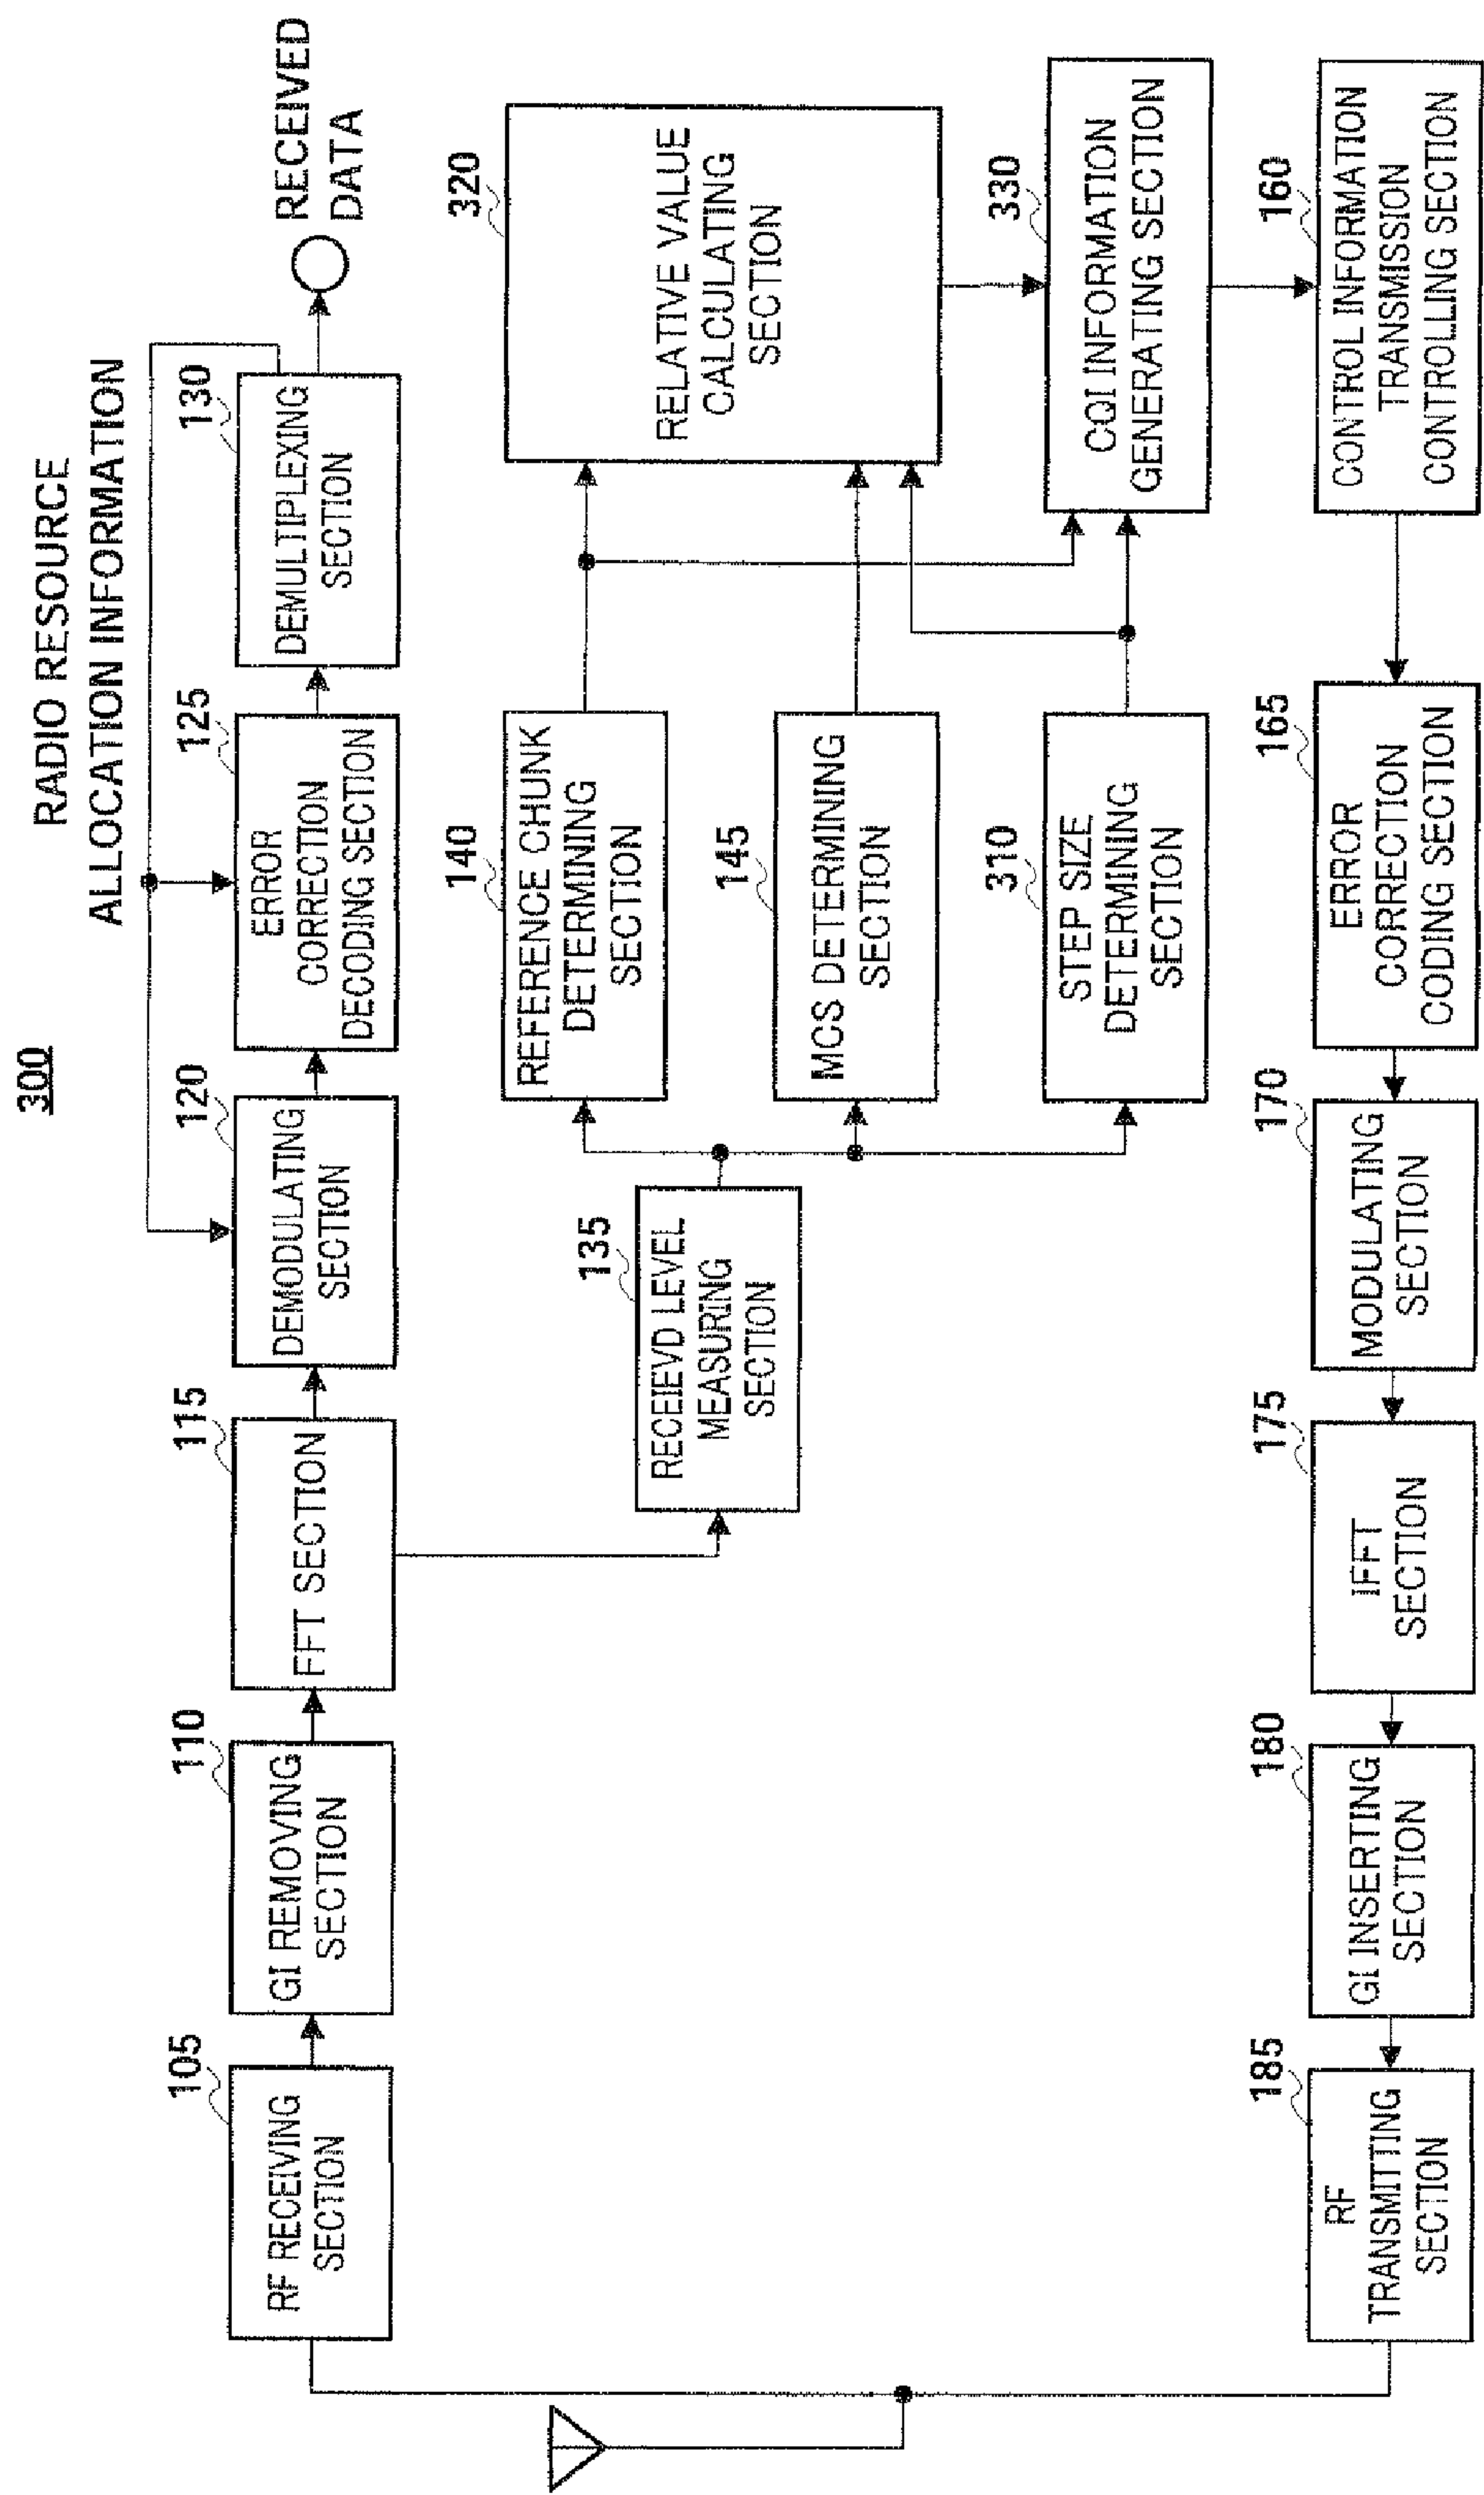 300
RADIO RESOURCE
ALLOCATION INFORMATION
105
RF RECEIVING
SECTION
110
GI REMOVING
SECTION
115
FFT SECTION
120
DEMODULATING
SECTION
125
ERROR
CORRECTION
DECODING SECTION
130
DEMULTIPLEXING
SECTION
RECEIVED
DATA
135
RECEIEVD LEVEL
MEASURING
SECTION
140
REFERENCE CHUNK
DETERMINING
SECTION
145
MCS DETERMINING
SECTION
310
STEP SIZE
DETERMINING
SECTION
320
RELATIVE VALUE
CALCULATING
SECTION
330
CQI INFORMATION
GENERATING SECTION
160
CONTROL INFORMATION
TRANSMISSION
CONTROLLING SECTION
165
ERROR
CORRECTION
CODING SECTION
170
MODULATING
SECTION
175
IFFT
SECTION
180
GI INSERTING
SECTION
185
RF
TRANSMITTING
SECTION